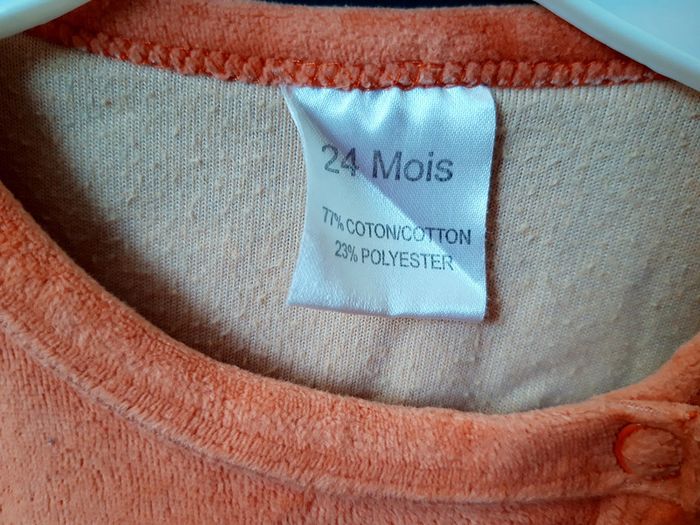 24 Mois
77% COTON/COTTON
23% POLYESTER